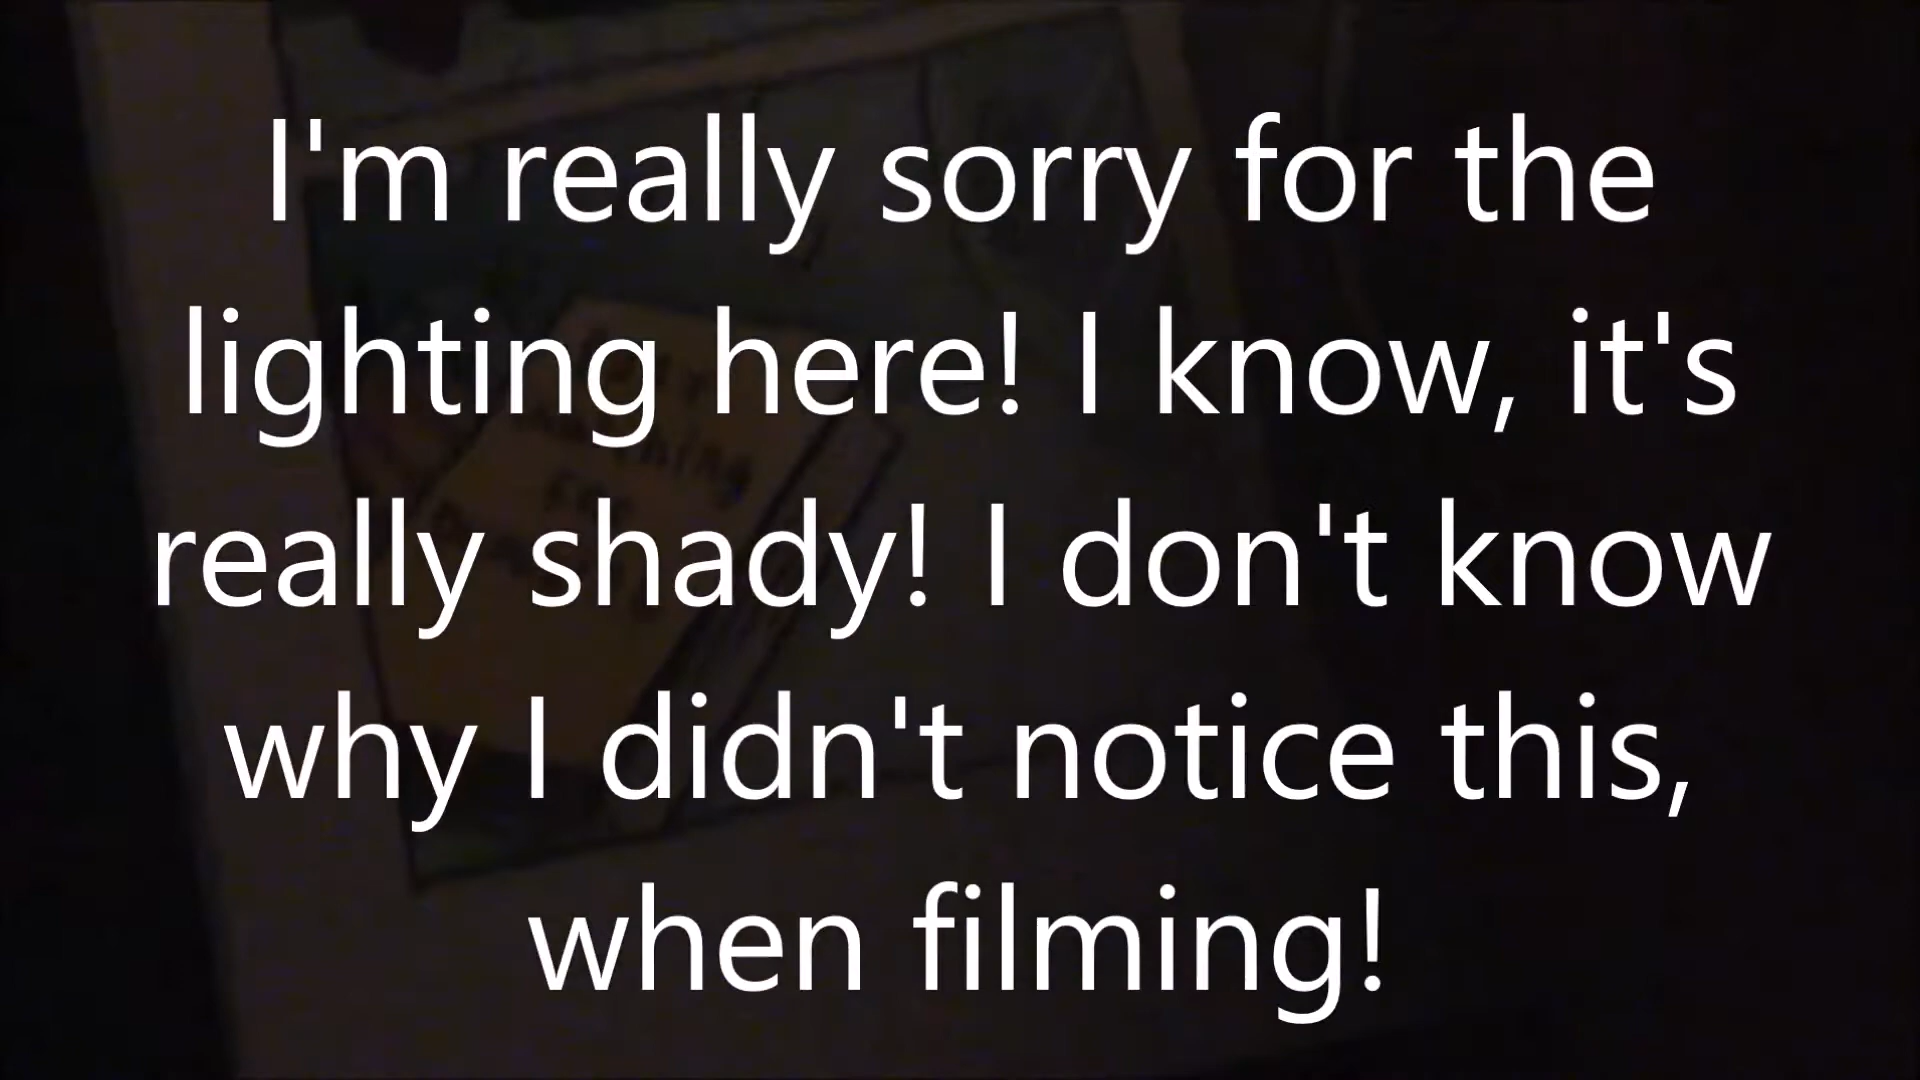 I'm really sorry for the
lighting here! I know, it's
really shady! I don't know
why I didn't notice this,
when filming!